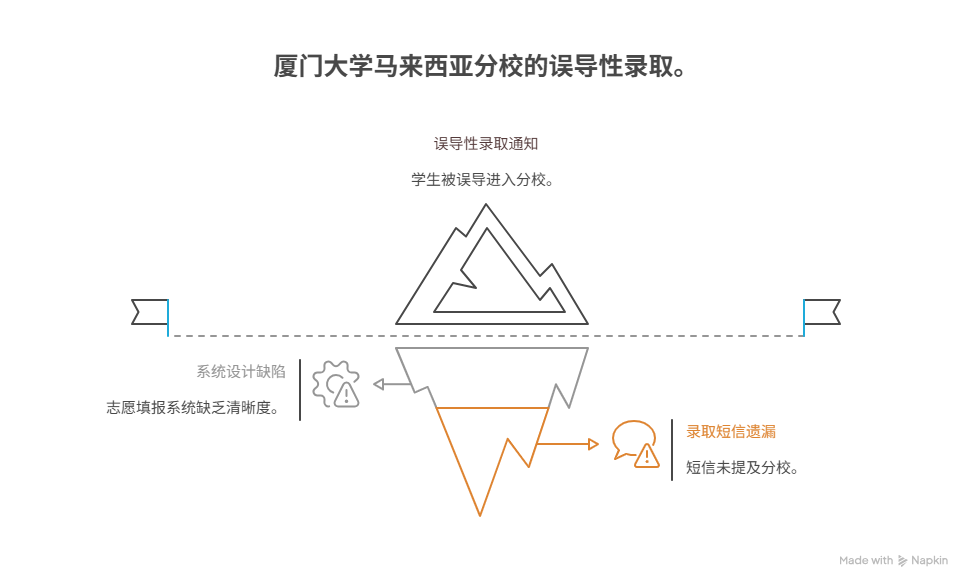 厦门大学马来西亚分校的误导性录取。
误导性录取通知
学生被误导进入分校。
系统设计缺陷
志愿填报系统缺乏清晰度。
录取短信遗漏
短信未提及分校。
Made with Napkin